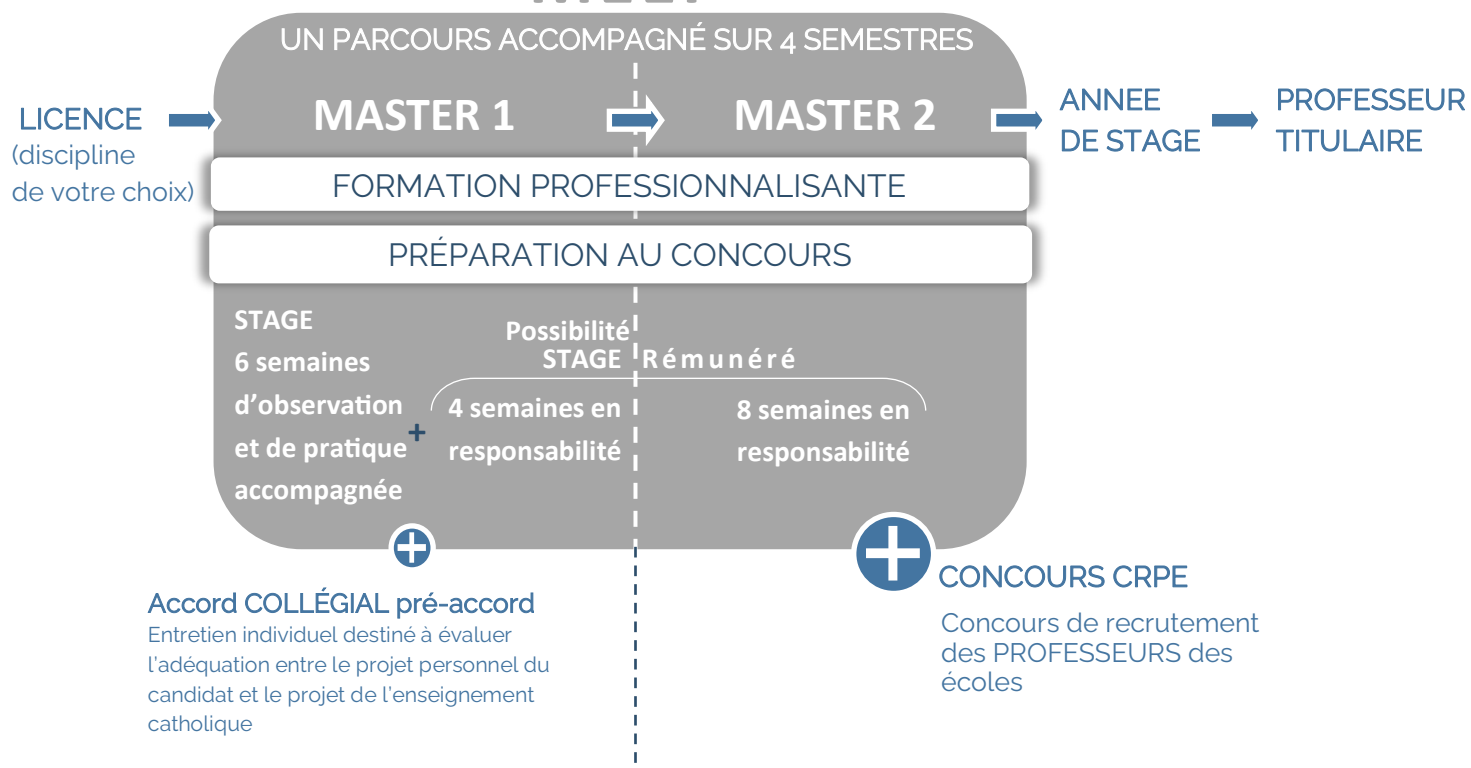 UN PARCOURS ACCOMPAGNÉ SUR 4 SEMESTRES
LICENCE
(discipline
de votre choix)
MASTER 1
MASTER 2
ANNEE
DE STAGE
PROFESSEUR
TITULAIRE
FORMATION PROFESSIONNALISANTE
PRÉPARATION AU CONCOURS
STAGE
6 semaines
d'observation
et de pratique
accompagnée
+
Possibilité
STAGE Rémunéré
4 semaines en
responsabilité
8 semaines en
responsabilité
Accord COLLÉGIAL pré-accord
Entretien individuel destiné à évaluer
l'adéquation entre le projet personnel du
candidat et le projet de l'enseignement
catholique
CONCOURS CRPE
Concours de recrutement
des PROFESSEURS des
écoles